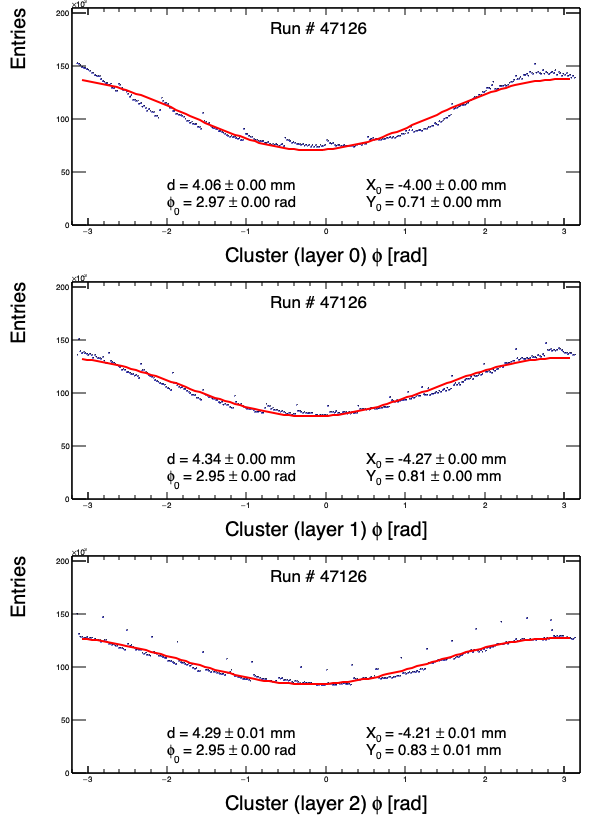 ×10²
Entries
200
150
100
50
0
Run # 47126
d = 4.06 ± 0.00 mm
X₀ = -4.00 ± 0.00 mm
ϕ₀ = 2.97 ± 0.00 rad
Y₀ = 0.71 ± 0.00 mm
−3 −2 −1 0 1 2 3
Cluster (layer 0) ϕ [rad]
×10²
Entries
200
150
100
50
0
Run # 47126
d = 4.34 ± 0.00 mm
X₀ = -4.27 ± 0.00 mm
ϕ₀ = 2.95 ± 0.00 rad
Y₀ = 0.81 ± 0.00 mm
−3 −2 −1 0 1 2 3
Cluster (layer 1) ϕ [rad]
×10²
Entries
200
150
100
50
0
Run # 47126
d = 4.29 ± 0.01 mm
X₀ = -4.21 ± 0.01 mm
ϕ₀ = 2.95 ± 0.00 rad
Y₀ = 0.83 ± 0.01 mm
−3 −2 −1 0 1 2 3
Cluster (layer 2) ϕ [rad]